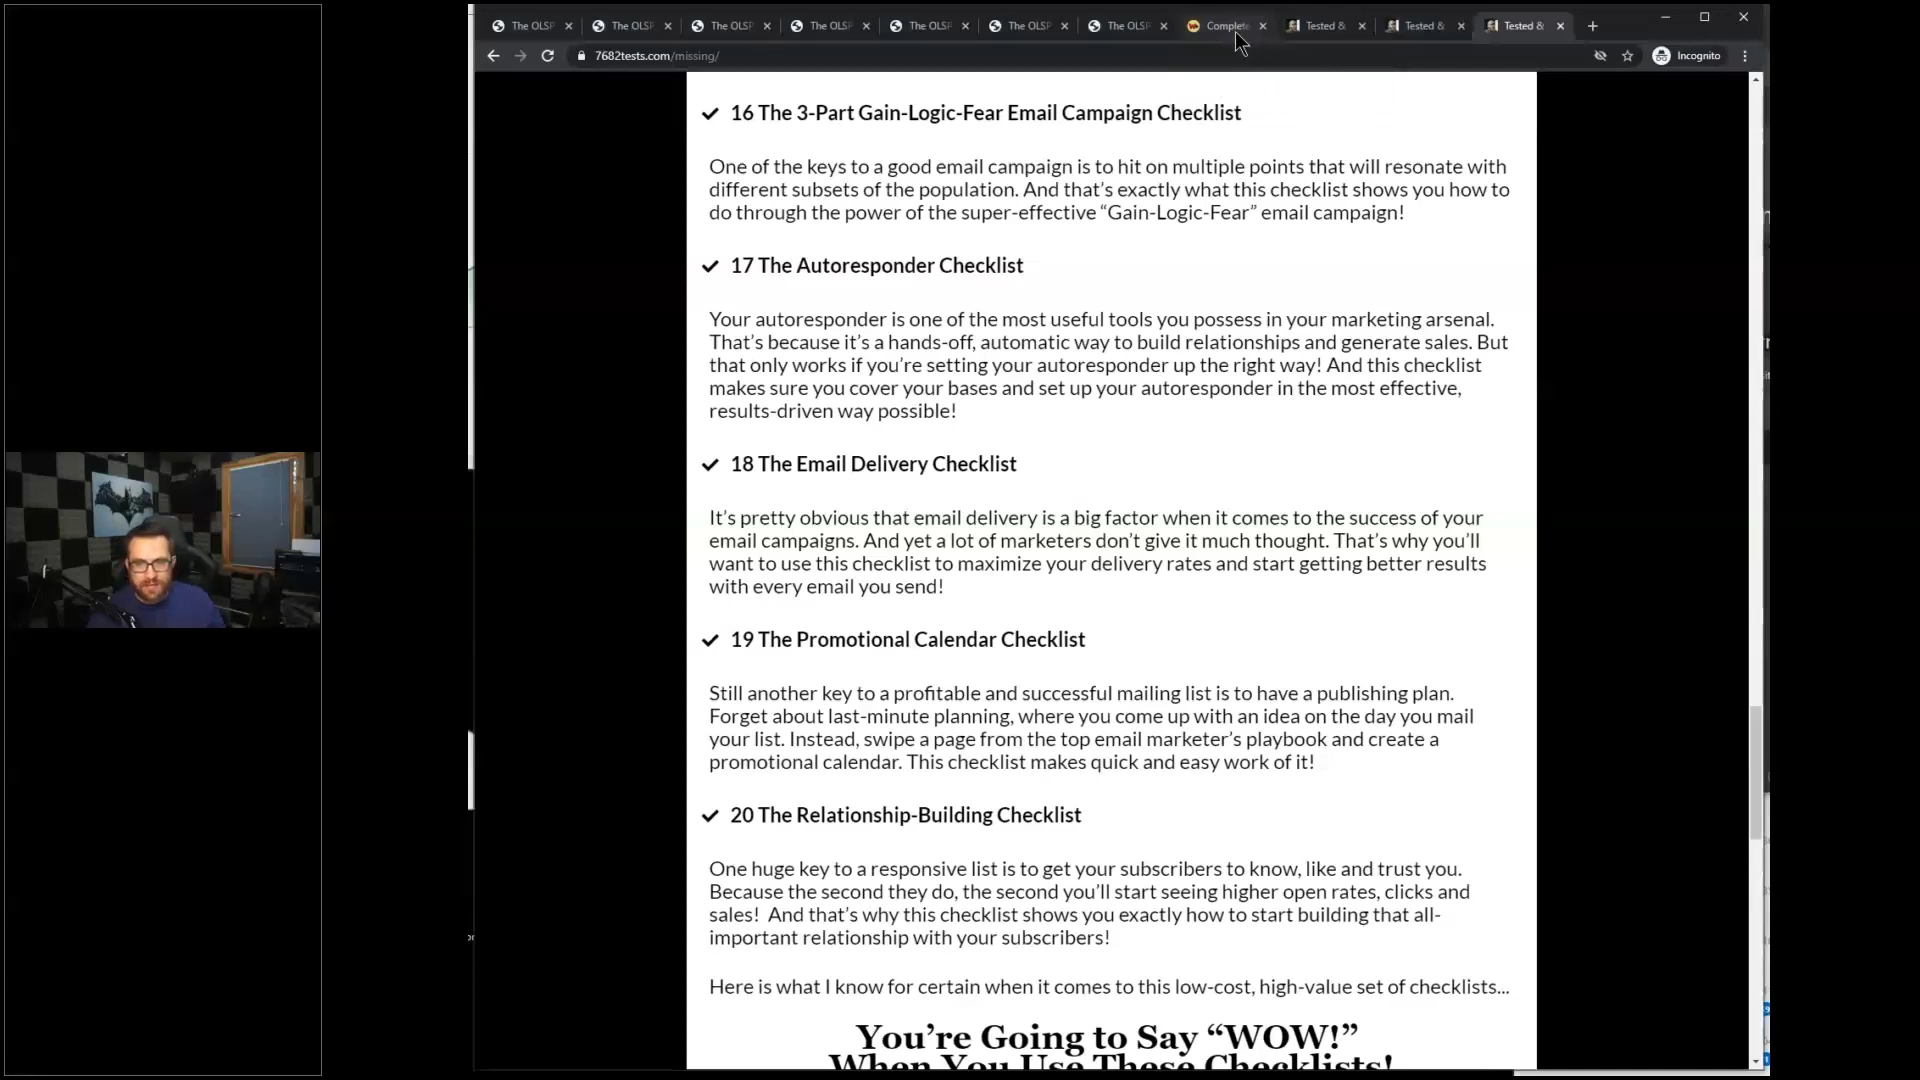 The OLSP
The OLSP
The OLSP
The OLSP
The OLSP
The OLSP
The OLSP
Complete
Tested &
Tested &
Tested &
7682tests.com/missing/
Incognito
16 The 3-Part Gain-Logic-Fear Email Campaign Checklist
One of the keys to a good email campaign is to hit on multiple points that will resonate with
different subsets of the population. And that’s exactly what this checklist shows you how to
do through the power of the super-effective “Gain-Logic-Fear” email campaign!
17 The Autoresponder Checklist
Your autoresponder is one of the most useful tools you possess in your marketing arsenal.
That’s because it’s a hands-off, automatic way to build relationships and generate sales. But
that only works if you’re setting your autoresponder up the right way! And this checklist
makes sure you cover your bases and set up your autoresponder in the most effective,
results-driven way possible!
18 The Email Delivery Checklist
It’s pretty obvious that email delivery is a big factor when it comes to the success of your
email campaigns. And yet a lot of marketers don’t give it much thought. That’s why you’ll
want to use this checklist to maximize your delivery rates and start getting better results
with every email you send!
19 The Promotional Calendar Checklist
Still another key to a profitable and successful mailing list is to have a publishing plan.
Forget about last-minute planning, where you come up with an idea on the day you mail
your list. Instead, swipe a page from the top email marketer’s playbook and create a
promotional calendar. This checklist makes quick and easy work of it!
20 The Relationship-Building Checklist
One huge key to a responsive list is to get your subscribers to know, like and trust you.
Because the second they do, the second you’ll start seeing higher open rates, clicks and
sales!  And that’s why this checklist shows you exactly how to start building that all-
important relationship with your subscribers!
Here is what I know for certain when it comes to this low-cost, high-value set of checklists...
You’re Going to Say “WOW!”
When You Use These Checklists!